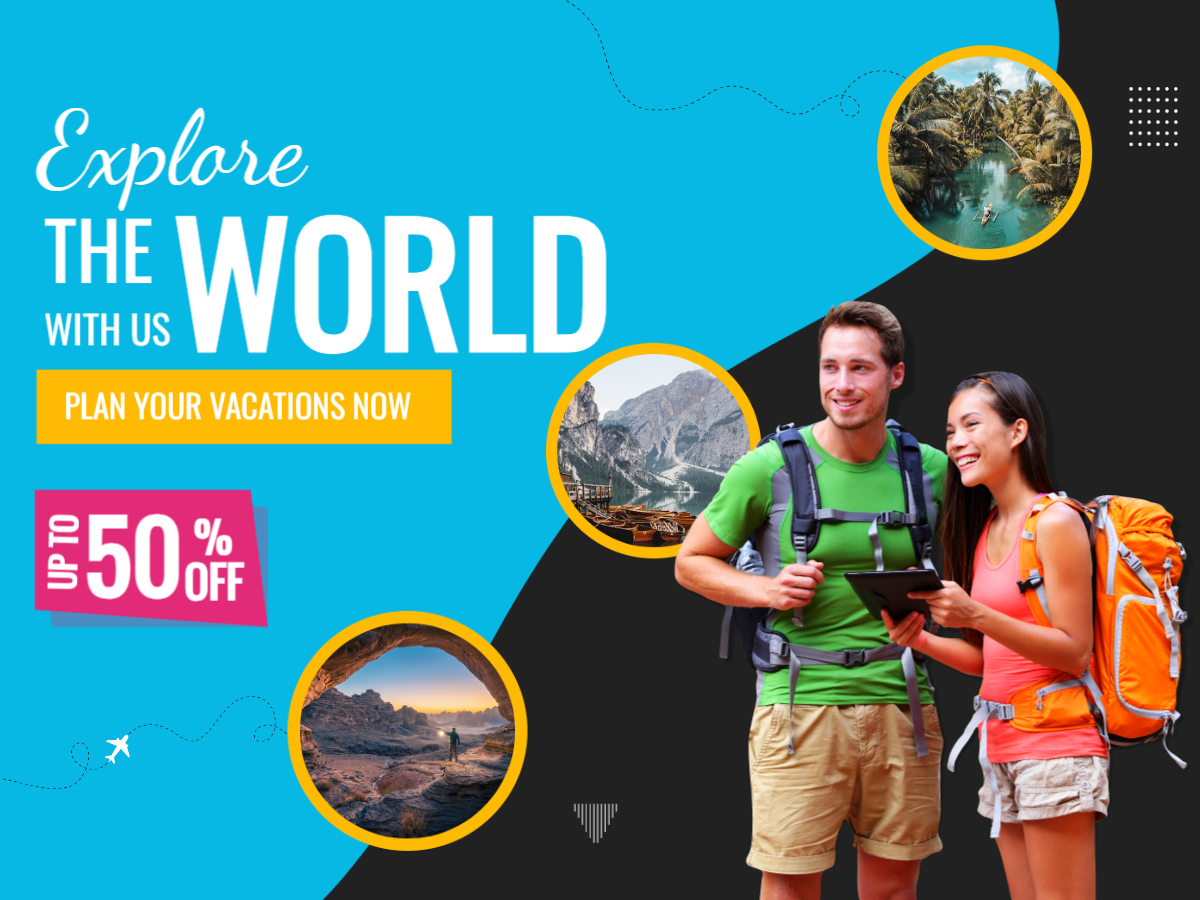 Explore
THE WORLD
WITH US
PLAN YOUR VACATIONS NOW
UP TO 50% OFF